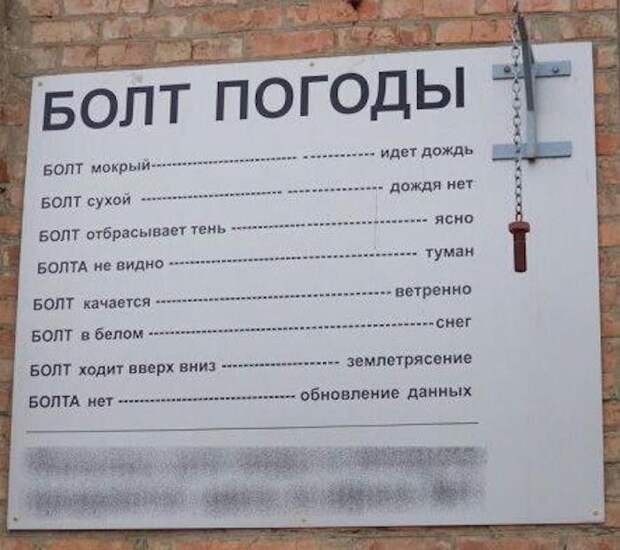 БОЛТ ПОГОДЫ
БОЛТ мокрый---------------------- ----------- идет дождь
БОЛТ сухой ---------------------- -------------- дождя нет
БОЛТ отбрасывает тень ----------------------------- ясно
БОЛТА не видно ------------------------------------- туман
БОЛТ качается----------------------------------- ветренно
БОЛТ в белом ------------------------------------------снег
БОЛТ ходит вверх вниз ----------------- землетрясение
БОЛТА нет------------------------- обновление данных